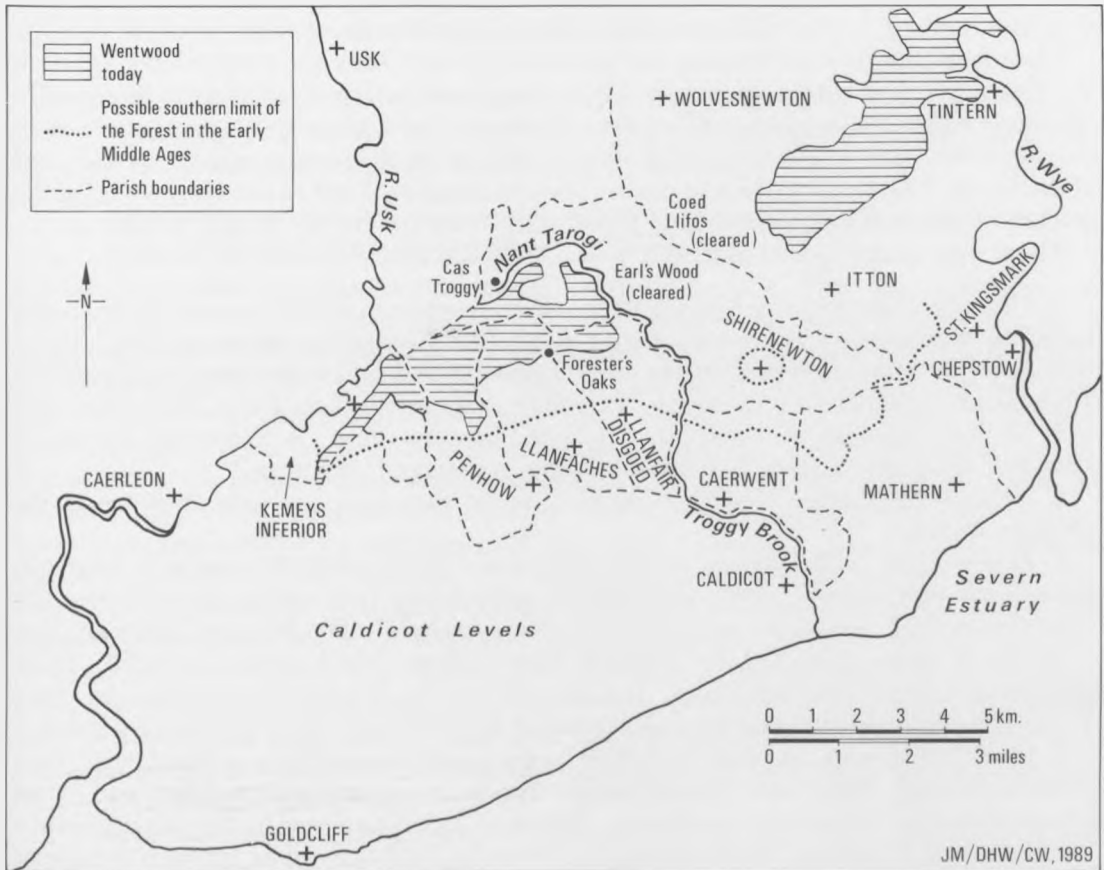 Wentwood
today
Possible southern limit of
the Forest in the Early
Middle Ages
Parish boundaries
USK
R. Usk
WOLVESNEWTON
TINTERN
R. Wye
Coed
Llifos
(cleared)
N
Cas
Troggy
Nant Tarogi
Earl's Wood
(cleared)
ITTON
ST. KINGSMARK
SHIRENEWTON
CHEPSTOW
Forester's
Oaks
CAERLEON
KEMEYS
INFERIOR
PENHOW
LLANFACHES
LLANFAIR
DISGOED
CAERWENT
MATHERN
Troggy Brook
CALDICOT
Severn
Estuary
Caldicot Levels
0 1 2 3 4 5 km.
0 1 2 3 miles
GOLDCLIFF
JM/DHW/CW, 1989